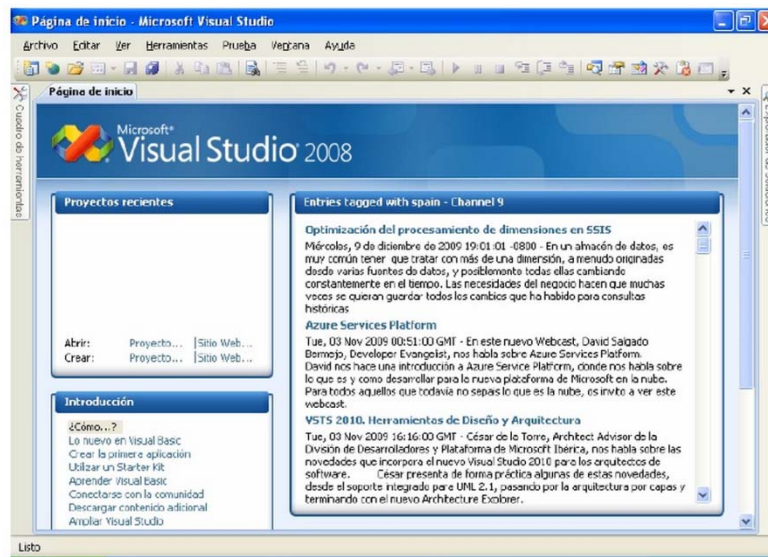 Página de inicio - Microsoft Visual Studio
Archivo Editar Ver Herramientas Prueba Ventana Ayuda
Página de inicio
Cuadro de herramientas
Microsoft®
Visual Studio® 2008
Proyectos recientes
Abrir: Proyecto... Sitio Web...
Crear: Proyecto... Sitio Web...
Introducción
¿Cómo...?
Lo nuevo en Visual Basic
Crear la primera aplicación
Utilizar un Starter Kit
Aprender Visual Basic
Conectarse con la comunidad
Descargar contenido adicional
Ampliar Visual Studio
Entries tagged with spain - Channel 9
Optimización del procesamiento de dimensiones en SSIS
Miércoles, 9 de diciembre de 2009 19:01:01 -0800 - En un almacén de datos, es
muy común tener que tratar con más de una dimensión, a menudo originadas
desde varias fuentes de datos, y posiblemente todas ellas cambiando
constantemente en el tiempo. Las necesidades del negocio hacen que muchas
veces se quieran guardar todos los cambios que ha habido para consultas
históricas
Azure Services Platform
Tue, 03 Nov 2009 00:51:00 GMT - En este nuevo Webcast, David Salgado
Bermejo, Developer Evangelist, nos habla sobre Azure Services Platform.
David nos hace una introducción a Azure Service Platform, donde nos habla sobre
lo que es y como desarrollar para la nueva plataforma de Microsoft en la nube.
Para todos aquellos que todavía no sepais lo que es la nube, os invito a ver este
webcast.
VSTS 2010. Herramientas de Diseño y Arquitectura
Tue, 03 Nov 2009 16:16:00 GMT - César de la Torre, Architect Advisor de la
División de Desarrolladores y Plataforma de Microsoft Ibérica, nos habla sobre las
novedades que incorpora el nuevo Visual Studio 2010 para los arquitectos de
software. César presenta de forma práctica algunas de estas novedades,
desde el soporte integrado para UML 2.1, pasando por la arquitectura por capas y
terminando con el nuevo Architecture Explorer.
Listo